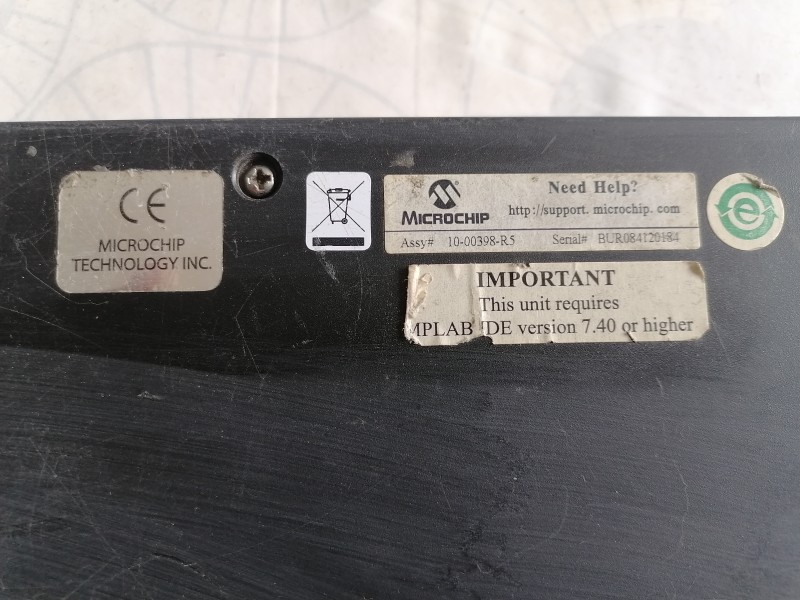 CE
MICROCHIP
TECHNOLOGY INC.
MICROCHIP
Need Help?
http://support.microchip.com
Assy# 10-00398-R5 Serial# BUR084120184
e
IMPORTANT
This unit requires
MPLAB IDE version 7.40 or higher